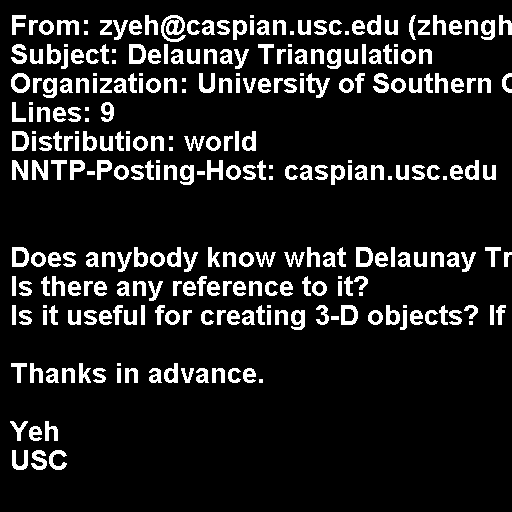 From: zyeh@caspian.usc.edu (zhengh
Subject: Delaunay Triangulation
Organization: University of Southern C
Lines: 9
Distribution: world
NNTP-Posting-Host: caspian.usc.edu
Does anybody know what Delaunay Tr
Is there any reference to it?
Is it useful for creating 3-D objects? If
Thanks in advance.
Yeh
USC